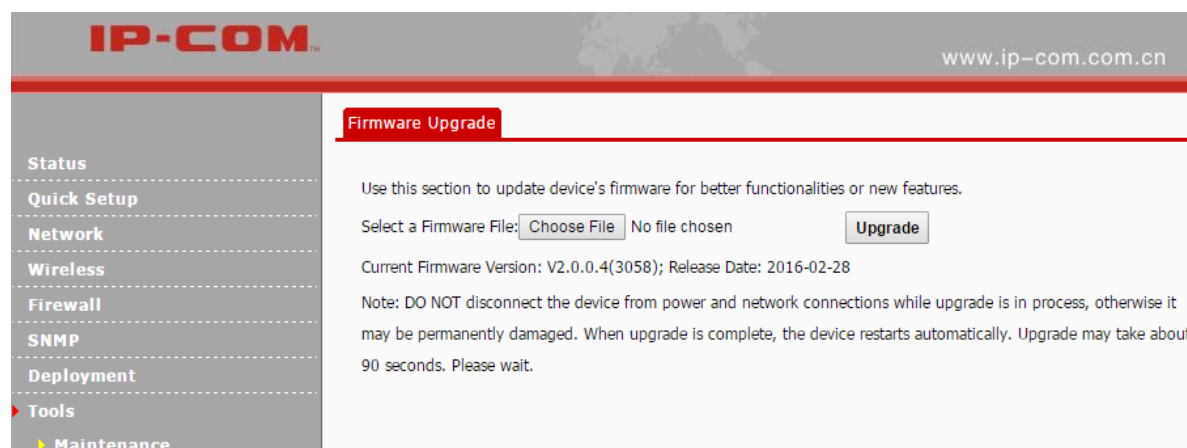 IP-COM™
www.ip-com.com.cn
Status
Quick Setup
Network
Wireless
Firewall
SNMP
Deployment
Tools
Maintenance
Firmware Upgrade
Use this section to update device's firmware for better functionalities or new features.
Select a Firmware File: Choose File No file chosen Upgrade
Current Firmware Version: V2.0.0.4(3058); Release Date: 2016-02-28
Note: DO NOT disconnect the device from power and network connections while upgrade is in process, otherwise it
may be permanently damaged. When upgrade is complete, the device restarts automatically. Upgrade may take about
90 seconds. Please wait.